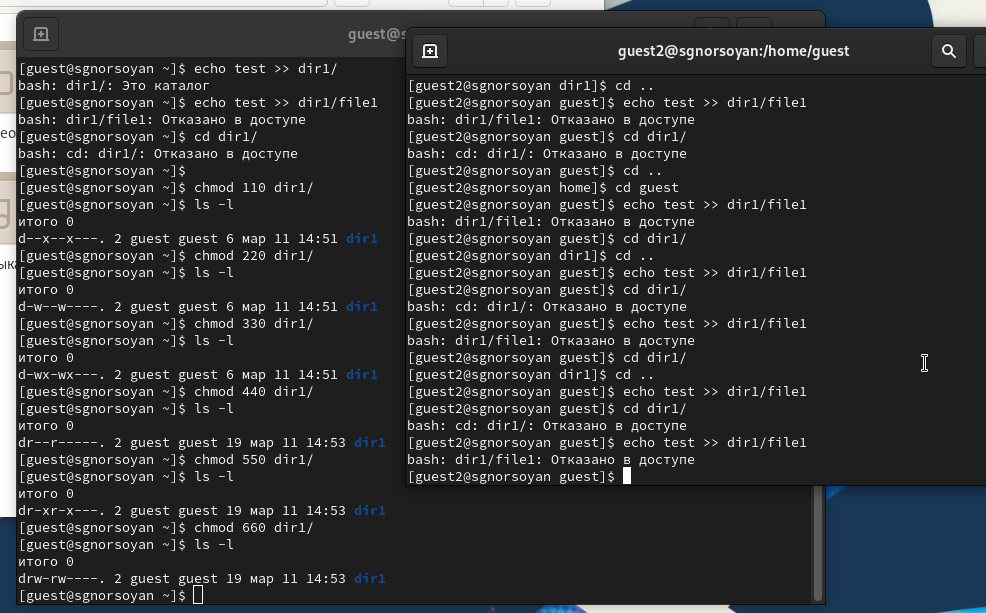 guest@s
[guest@sgnorsoyan ~]$ echo test >> dir1/
bash: dir1/: Это каталог
[guest@sgnorsoyan ~]$ echo test >> dir1/file1
bash: dir1/file1: Отказано в доступе
[guest@sgnorsoyan ~]$ cd dir1/
bash: cd: dir1/: Отказано в доступе
[guest@sgnorsoyan ~]$
[guest@sgnorsoyan ~]$ chmod 110 dir1/
[guest@sgnorsoyan ~]$ ls -l
итого 0
d--x--x---. 2 guest guest 6 мар 11 14:51 dir1
[guest@sgnorsoyan ~]$ chmod 220 dir1/
[guest@sgnorsoyan ~]$ ls -l
итого 0
d-w--w----. 2 guest guest 6 мар 11 14:51 dir1
[guest@sgnorsoyan ~]$ chmod 330 dir1/
[guest@sgnorsoyan ~]$ ls -l
итого 0
d-wx-wx---. 2 guest guest 6 мар 11 14:51 dir1
[guest@sgnorsoyan ~]$ chmod 440 dir1/
[guest@sgnorsoyan ~]$ ls -l
итого 0
dr--r-----. 2 guest guest 19 мар 11 14:53 dir1
[guest@sgnorsoyan ~]$ chmod 550 dir1/
[guest@sgnorsoyan ~]$ ls -l
итого 0
dr-xr-x---. 2 guest guest 19 мар 11 14:53 dir1
[guest@sgnorsoyan ~]$ chmod 660 dir1/
[guest@sgnorsoyan ~]$ ls -l
итого 0
drw-rw----. 2 guest guest 19 мар 11 14:53 dir1
[guest@sgnorsoyan ~]$
guest2@sgnorsoyan:/home/guest
[guest2@sgnorsoyan dir1]$ cd ..
[guest2@sgnorsoyan guest]$ echo test >> dir1/file1
bash: dir1/file1: Отказано в доступе
[guest2@sgnorsoyan guest]$ cd dir1/
bash: cd: dir1/: Отказано в доступе
[guest2@sgnorsoyan guest]$ cd ..
[guest2@sgnorsoyan home]$ cd guest
[guest2@sgnorsoyan guest]$ echo test >> dir1/file1
bash: dir1/file1: Отказано в доступе
[guest2@sgnorsoyan guest]$ cd dir1/
[guest2@sgnorsoyan dir1]$ cd ..
[guest2@sgnorsoyan guest]$ echo test >> dir1/file1
[guest2@sgnorsoyan guest]$ cd dir1/
bash: cd: dir1/: Отказано в доступе
[guest2@sgnorsoyan guest]$ echo test >> dir1/file1
bash: dir1/file1: Отказано в доступе
[guest2@sgnorsoyan guest]$ cd dir1/
[guest2@sgnorsoyan dir1]$ cd ..
[guest2@sgnorsoyan guest]$ echo test >> dir1/file1
[guest2@sgnorsoyan guest]$ cd dir1/
bash: cd: dir1/: Отказано в доступе
[guest2@sgnorsoyan guest]$ echo test >> dir1/file1
bash: dir1/file1: Отказано в доступе
[guest2@sgnorsoyan guest]$